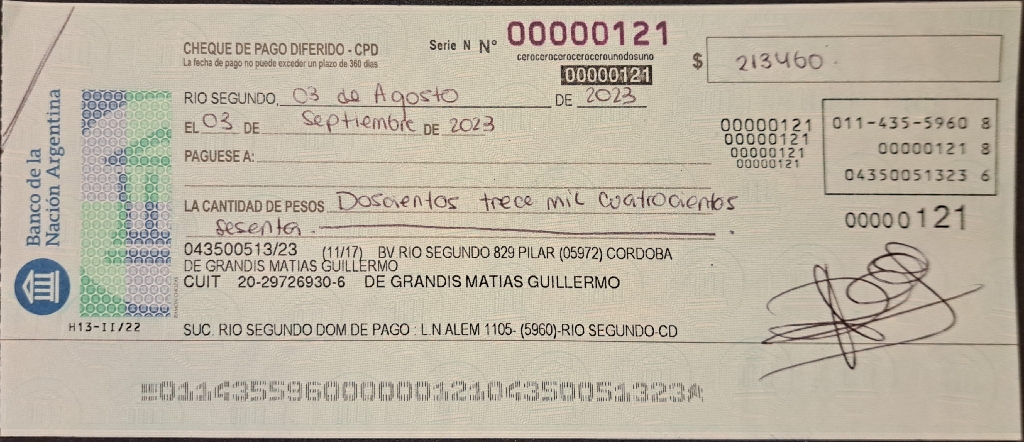 CHEQUE DE PAGO DIFERIDO - CPD
La fecha de pago no puede exceder un plazo de 360 días
Serie N Nº 00000121
cerocerocerocerocerounodosuno
00000121
$ 213460
RIO SEGUNDO, 03 de Agosto DE 2023
EL 03 DE Septiembre DE 2023
PAGUESE A:
00000121
00000121
00000121
00000121
011-435-5960 8
00000121 8
04350051323 6
00000121
LA CANTIDAD DE PESOS Doscientos trece mil cuatrocientos
sesenta.
043500513/23 (11/17) BV RIO SEGUNDO 829 PILAR (05972) CORDOBA
DE GRANDIS MATIAS GUILLERMO
CUIT 20-29726930-6 DE GRANDIS MATIAS GUILLERMO
SUC. RIO SEGUNDO DOM DE PAGO : L.N ALEM 1105- (5960)-RIO SEGUNDO-CD
Banco de la
Nación Argentina
H13-II/22
01143559600000012104350051323